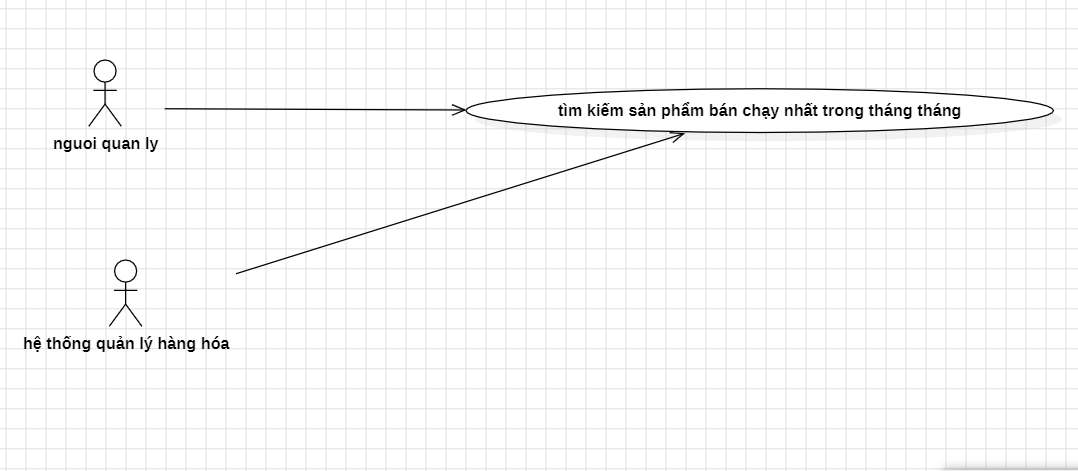 tìm kiếm sản phẩm bán chạy nhất trong tháng tháng
nguoi quan ly
hệ thống quản lý hàng hóa